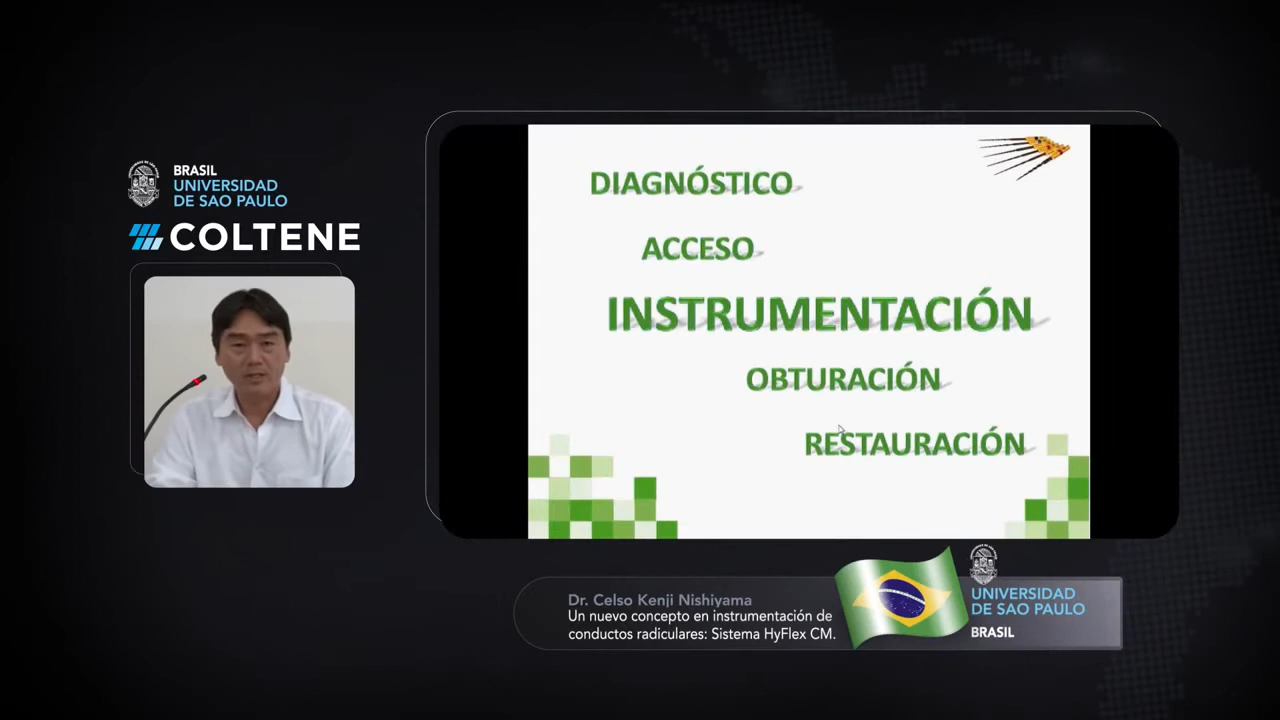 BRASIL
UNIVERSIDAD
DE SAO PAULO
COLTENE
DIAGNÓSTICO
ACCESO
INSTRUMENTACIÓN
OBTURACIÓN
RESTAURACIÓN
Dr. Celso Kenji Nishiyama
Un nuevo concepto en instrumentación de
conductos radiculares: Sistema HyFlex CM.
UNIVERSIDAD
DE SAO PAULO
BRASIL